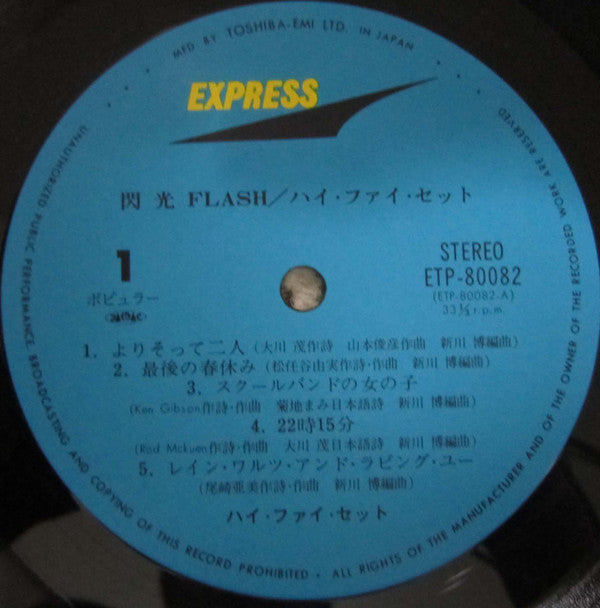 MFD. BY TOSHIBA-EMI LTD. IN JAPAN
EXPRESS
閃光 FLASH/ハイ・ファイ・セット
1
ポピュラー
STEREO
ETP-80082
(ETP-80082-A)
33⅓ r.p.m.
1. よりそって二人 (大川 茂作詩 山本俊彦作曲 新川 博編曲)
2. 最後の春休み (松任谷由実作詩・作曲 新川 博編曲)
3. スクールバンドの女の子
(Ken Gibson作詩・作曲 菊地まみ日本語詩 新川 博編曲)
4. 22時15分
(Rod Mckuen作詩・作曲 大川 茂日本語詩 新川 博編曲)
5. レイン・ワルツ・アンド・ラビング・ユー
(尾崎亜美作詩・作曲 新川 博編曲)
ハイ・ファイ・セット
UNAUTHORIZED PUBLIC PERFORMANCE, BROADCASTING AND COPYING OF THIS RECORD PROHIBITED • ALL RIGHTS OF THE MANUFACTURER AND OF THE OWNER OF THE RECORDED WORK ARE RESERVED